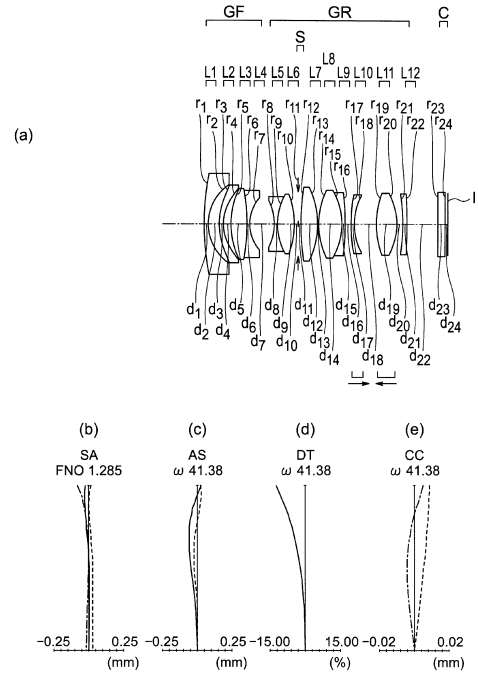 GF GR C
S
L8
L1 L2 L3 L4 L5 L6 L7 L9 L10 L11 L12
r1 r3 r5 r8 r11 r12 r17 r19 r21 r23
r2 r4 r6 r9 r13 r18 r20 r22 r24
r7 r10 r14
r15
r16
(a)
I
d1 d3 d5 d8 d11 d15 d19 d23
d2 d4 d6 d9 d12 d16 d20 d24
d7 d10 d13 d17 d21
d14 d18 d22
(b) (c) (d) (e)
SA AS DT CC
FNO 1.285 ω 41.38 ω 41.38 ω 41.38
-0.25 0.25 -0.25 0.25 -15.00 15.00 -0.02 0.02
(mm) (mm) (%) (mm)